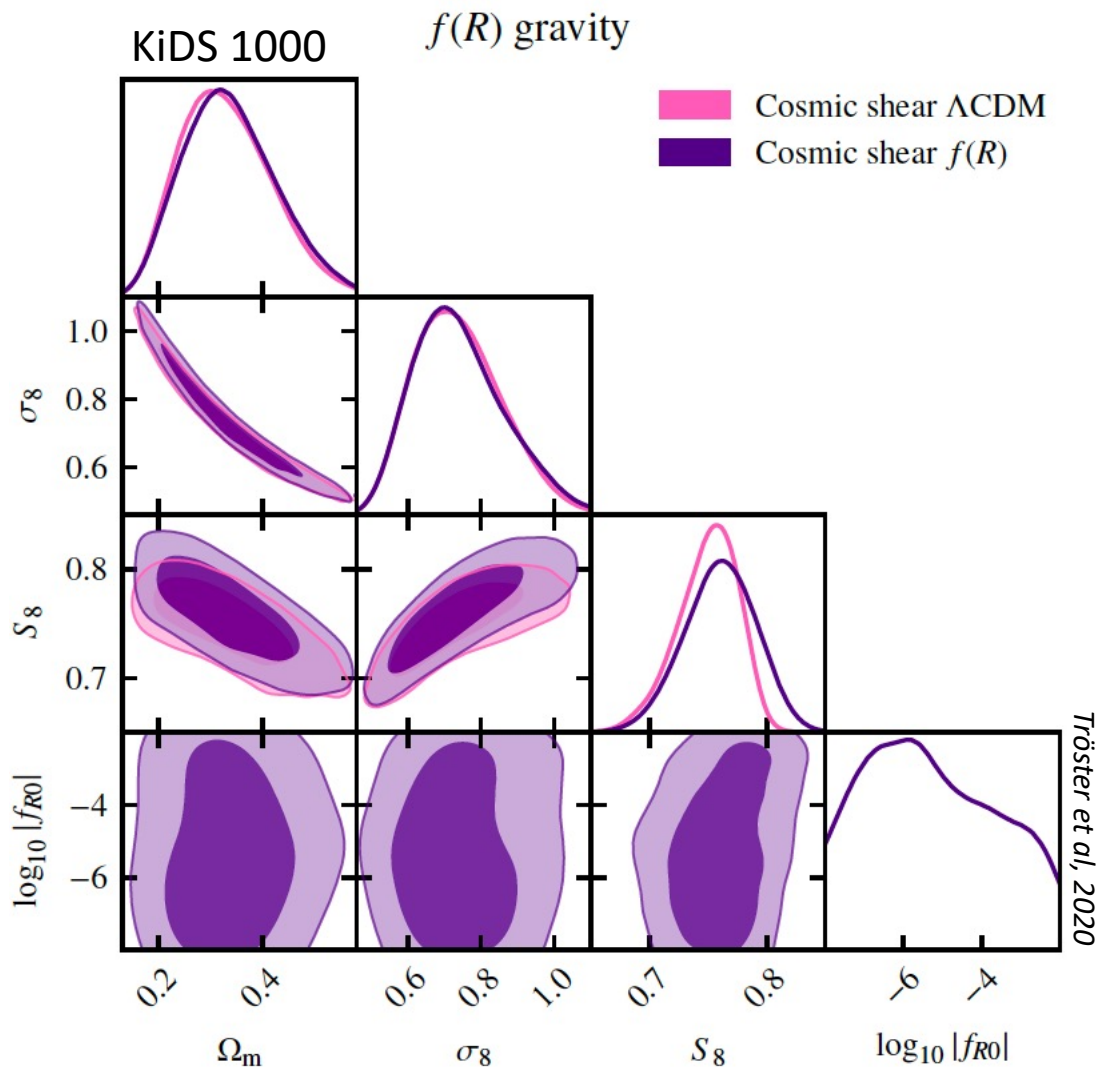 f(R) gravity
KiDS 1000
Cosmic shear ΛCDM
Cosmic shear f(R)
1.0
0.8
0.6
σ8
0.8
0.7
S8
−4
−6
log10 |fR0|
0.2
0.4
0.6
0.8
1.0
0.7
0.8
−6
−4
Ωm
σ8
S8
log10 |fR0|
Tröster et al, 2020